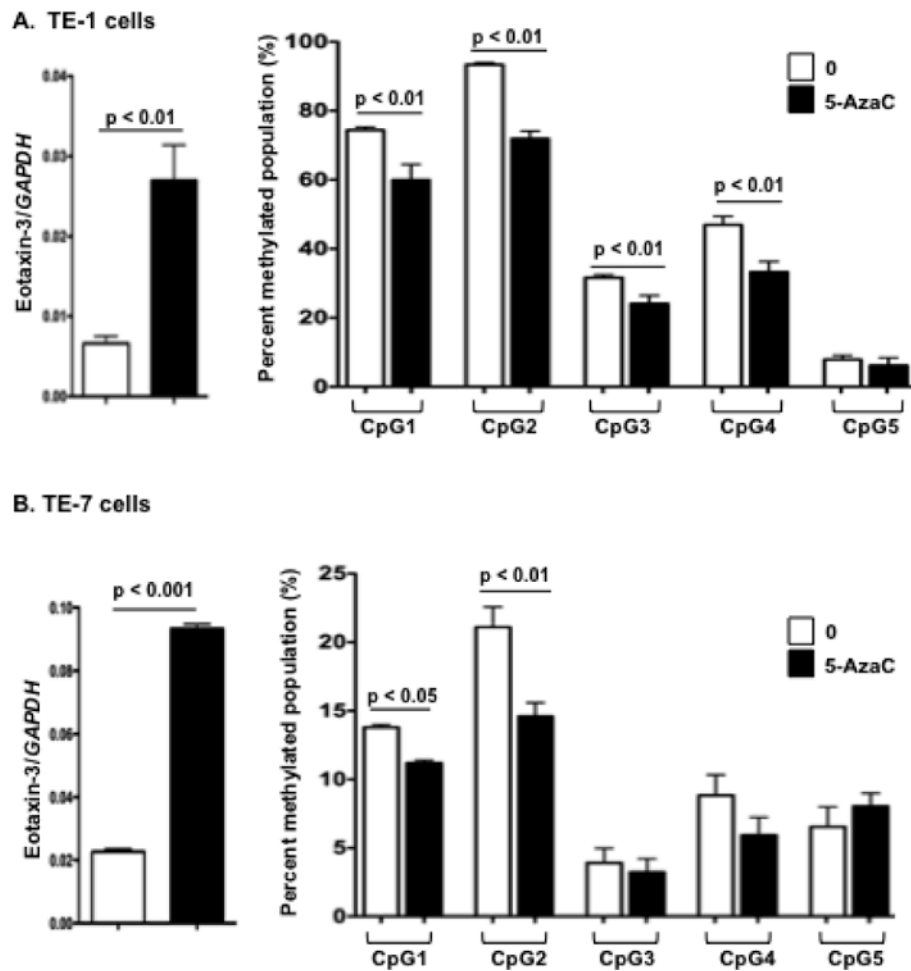 A. TE-1 cells
Eotaxin-3/GAPDH
0.04
0.03
0.02
0.01
0.00
p < 0.01
Percent methylated population (%)
100
80
60
40
20
0
p < 0.01
p < 0.01
p < 0.01
p < 0.01
0
5-AzaC
CpG1
CpG2
CpG3
CpG4
CpG5
B. TE-7 cells
Eotaxin-3/GAPDH
0.10
0.08
0.06
0.04
0.02
0.00
p < 0.001
Percent methylated population (%)
25
20
15
10
5
0
p < 0.05
p < 0.01
0
5-AzaC
CpG1
CpG2
CpG3
CpG4
CpG5